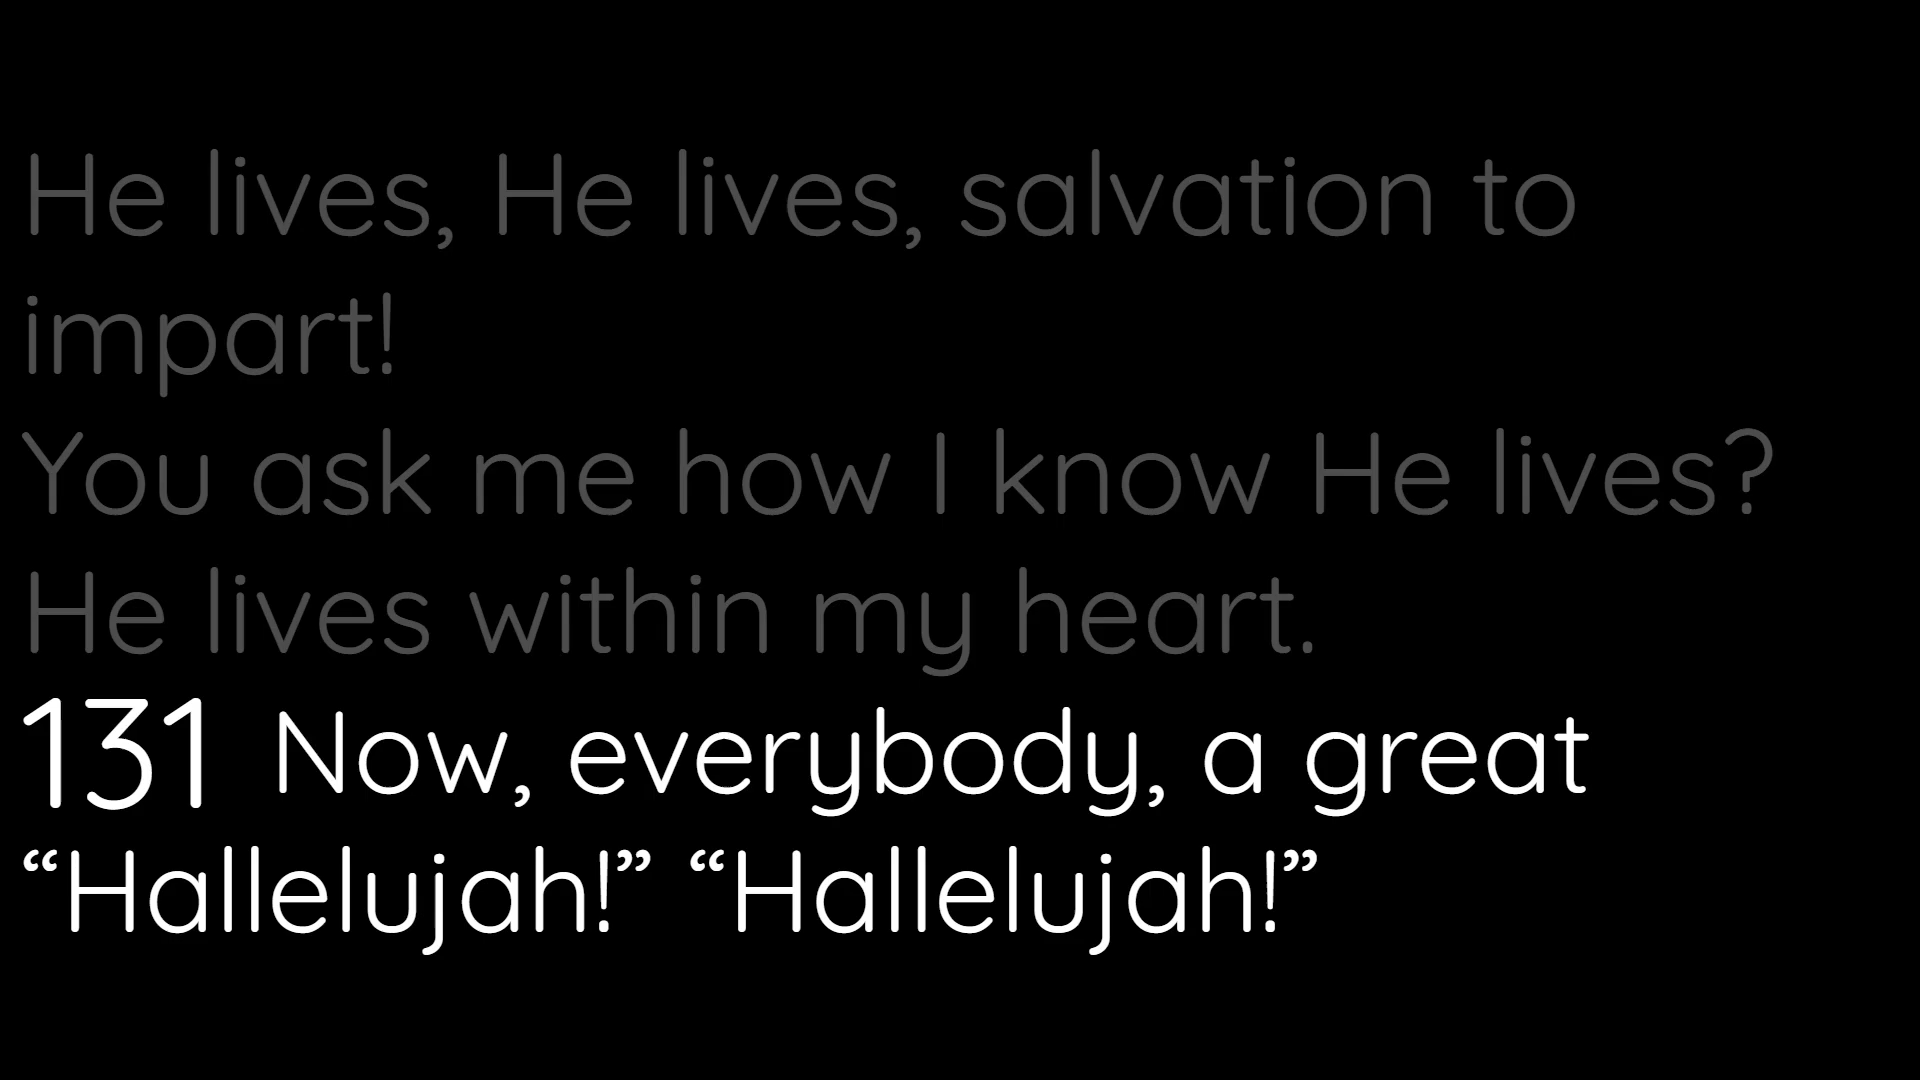 He lives, He lives, salvation to
impart!
You ask me how I know He lives?
He lives within my heart.
131 Now, everybody, a great
“Hallelujah!” “Hallelujah!”